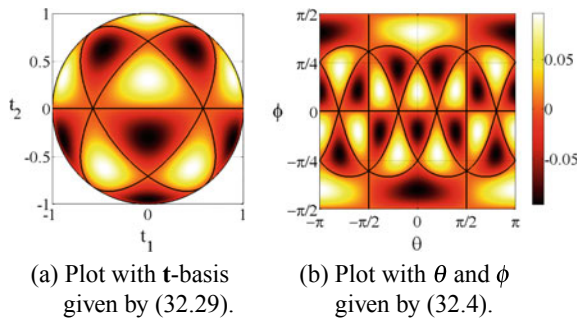 1
0.5
t2
0
-0.5
-1
-1
0
1
t1
π/2
π/4
ϕ
0
−π/4
−π/2
−π
−π/2
0
π/2
π
θ
0.05
0
-0.05
(a) Plot with t-basis
given by (32.29).
(b) Plot with θ and ϕ
given by (32.4).